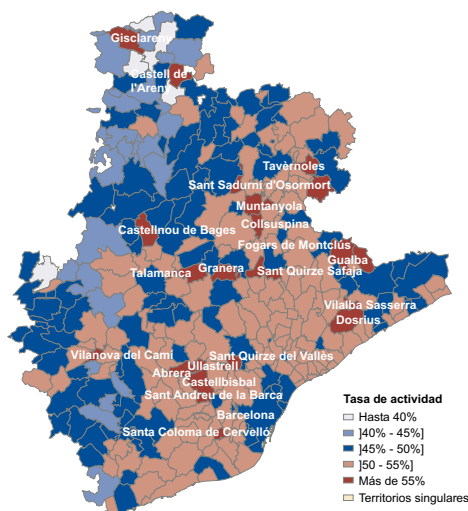 Gisclareny
Castell de
l'Areny
Tavèrnoles
Sant Sadurní d'Osormort
Muntanyola
Collsuspina
Castellnou de Bages
Fogars de Montclús
Gualba
Talamanca
Granera
Sant Quirze Safaja
Vilalba Sasserra
Dosrius
Vilanova del Camí
Sant Quirze del Vallès
Ullastrell
Abrera
Castellbisbal
Sant Andreu de la Barca
Barcelona
Santa Coloma de Cervelló
Tasa de actividad
Hasta 40%
]40% - 45%]
]45% - 50%]
]50 - 55%]
Más de 55%
Territorios singulares